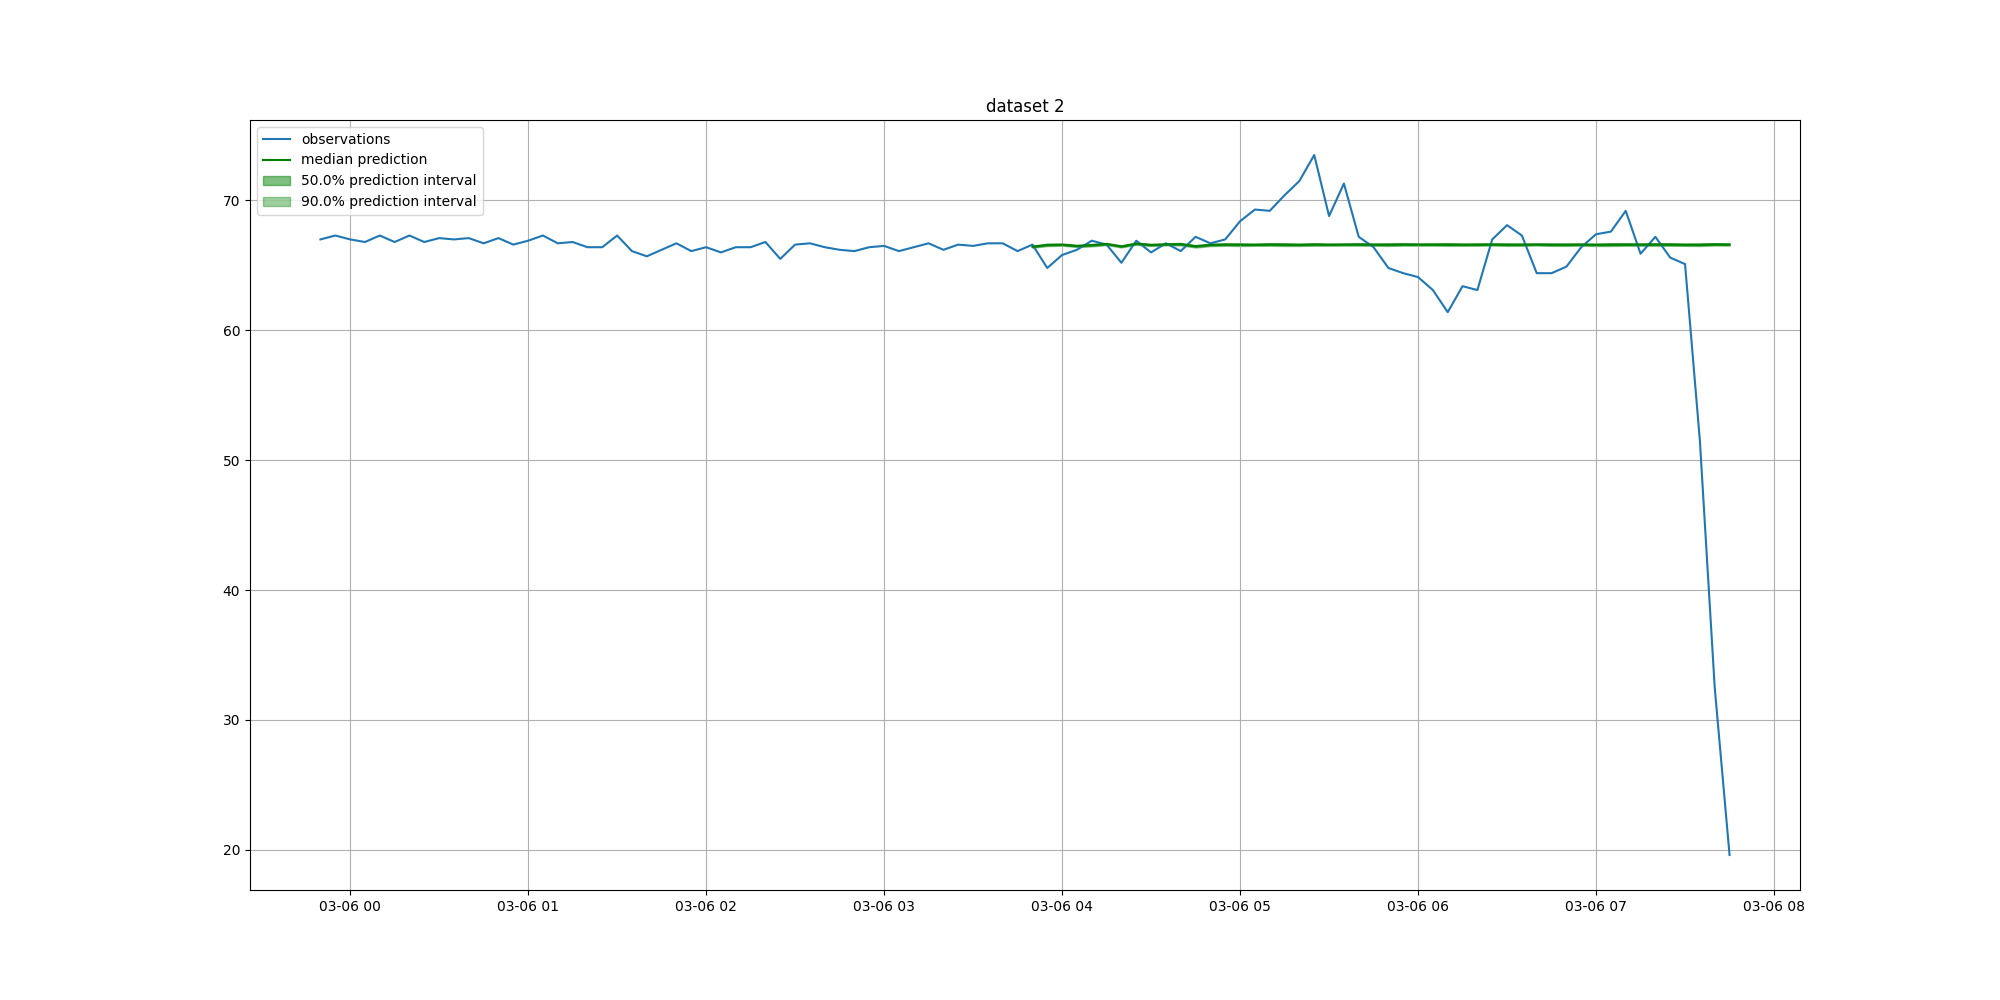 dataset 2
observations
median prediction
50.0% prediction interval
90.0% prediction interval
70
60
50
40
30
20
03-06 00 03-06 01 03-06 02 03-06 03 03-06 04 03-06 05 03-06 06 03-06 07 03-06 08